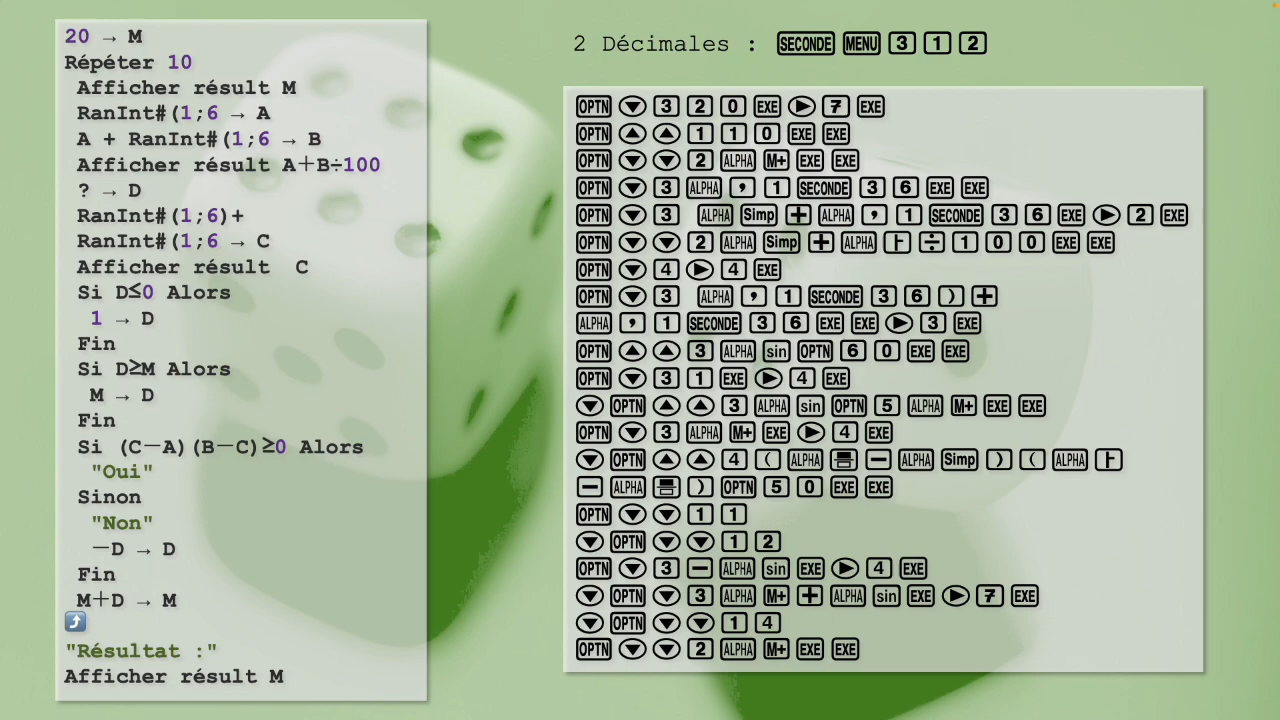 20 → M
Répéter 10
Afficher résult M
RanInt#(1;6 → A
A + RanInt#(1;6 → B
Afficher résult A+B÷100
? → D
RanInt#(1;6)+
RanInt#(1;6 → C
Afficher résult C
Si D≤0 Alors
1 → D
Fin
Si D≥M Alors
M → D
Fin
Si (C−A)(B−C)≥0 Alors
"Oui"
Sinon
"Non"
−D → D
Fin
M+D → M
⤴
"Résultat :"
Afficher résult M
2 Décimales : SECONDE MENU 3 1 2
OPTN ▼ 3 2 0 EXE ▶ 7 EXE
OPTN ▲ ▲ 1 1 0 EXE EXE
OPTN ▼ ▼ 2 ALPHA M+ EXE EXE
OPTN ▼ 3 ALPHA , 1 SECONDE 3 6 EXE EXE
OPTN ▼ 3 ALPHA Simp + ALPHA , 1 SECONDE 3 6 EXE ▶ 2 EXE
OPTN ▼ ▼ 2 ALPHA Simp + ALPHA ⊦ ÷ 1 0 0 EXE EXE
OPTN ▼ 4 ▶ 4 EXE
OPTN ▼ 3 ALPHA , 1 SECONDE 3 6 ) +
ALPHA , 1 SECONDE 3 6 EXE EXE ▶ 3 EXE
OPTN ▲ ▲ 3 ALPHA sin OPTN 6 0 EXE EXE
OPTN ▼ 3 1 EXE ▶ 4 EXE
▼ OPTN ▲ ▲ 3 ALPHA sin OPTN 5 ALPHA M+ EXE EXE
OPTN ▼ 3 ALPHA M+ EXE ▶ 4 EXE
▼ OPTN ▲ ▲ 4 ( ALPHA − ALPHA Simp ) ( ALPHA ⊦
− ALPHA ) OPTN 5 0 EXE EXE
OPTN ▼ ▼ 1 1
▼ OPTN ▼ ▼ 1 2
OPTN ▼ 3 − ALPHA sin EXE ▶ 4 EXE
▼ OPTN ▼ 3 ALPHA M+ + ALPHA sin EXE ▶ 7 EXE
▼ OPTN ▼ ▼ 1 4
OPTN ▼ ▼ 2 ALPHA M+ EXE EXE